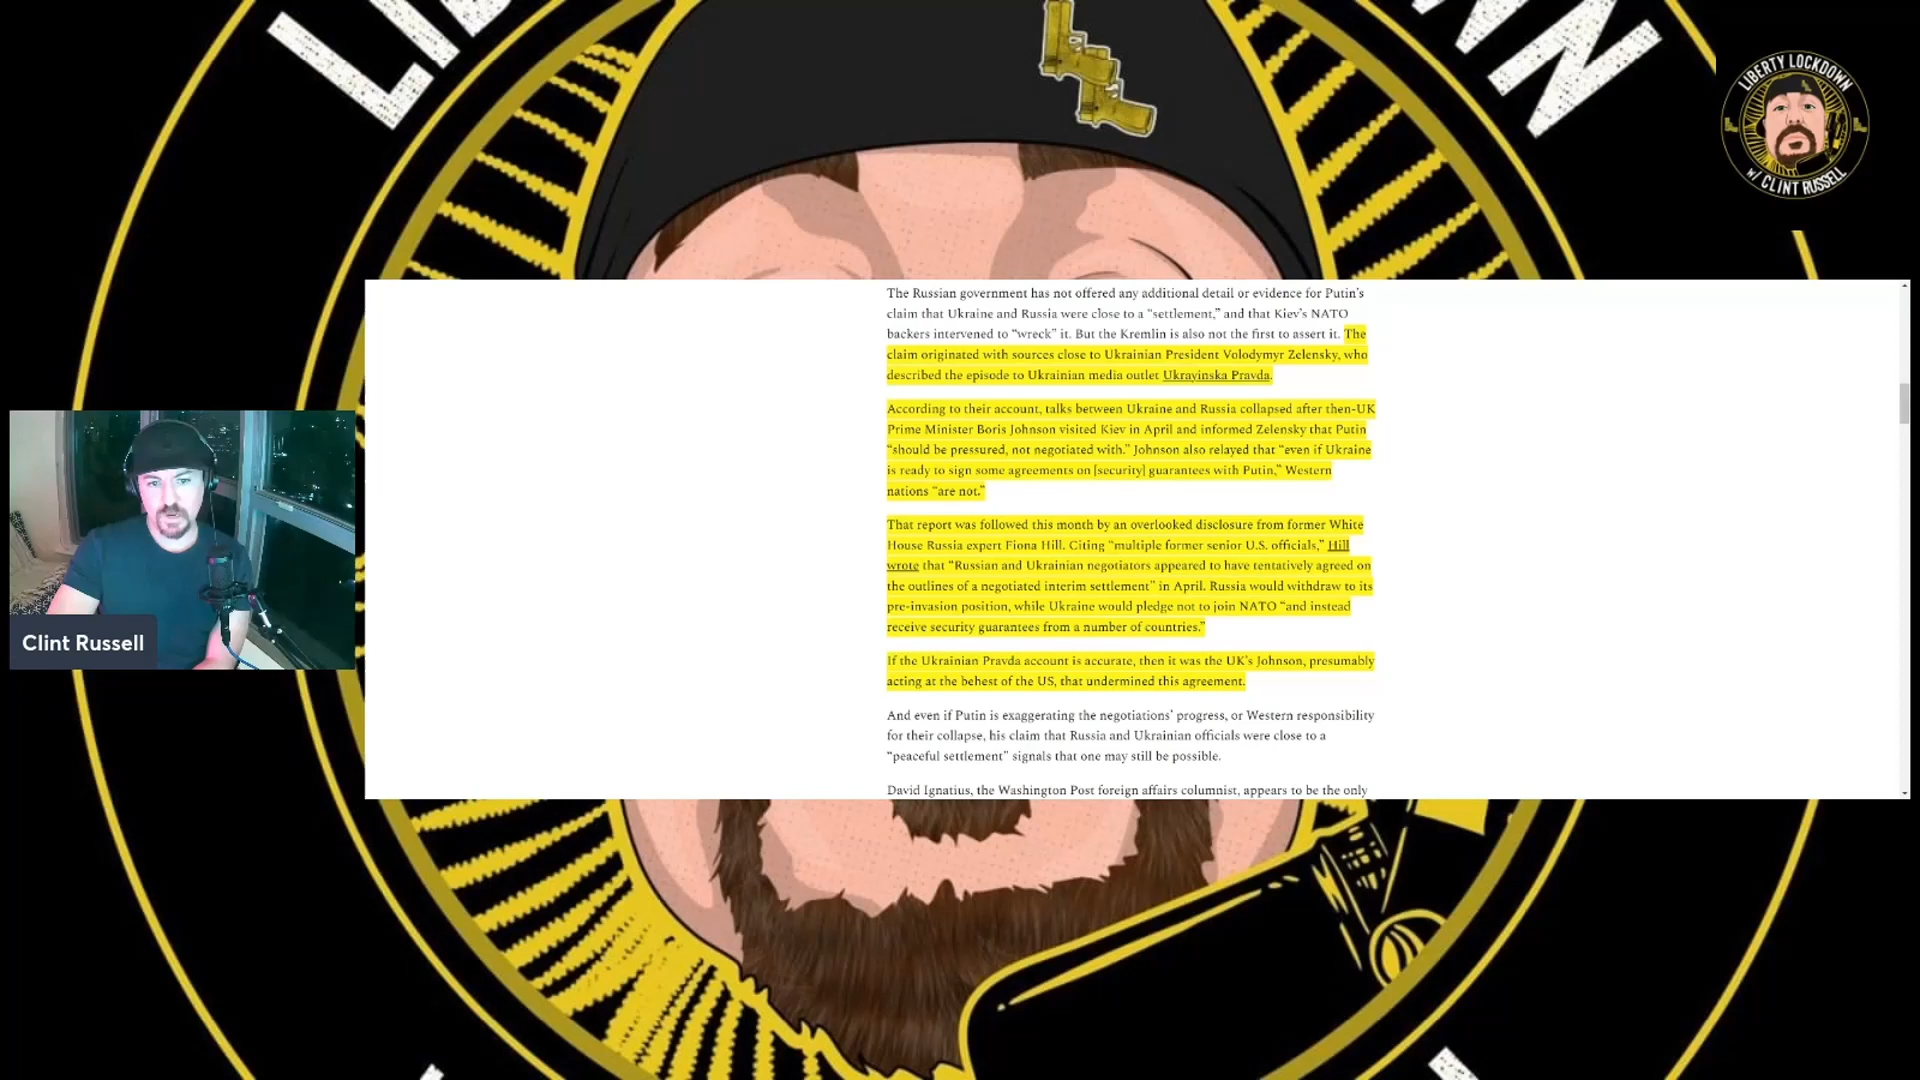 LIBERTY LOCKDOWN
W/ CLINT RUSSELL
The Russian government has not offered any additional detail or evidence for Putin's
claim that Ukraine and Russia were close to a “settlement,” and that Kiev's NATO
backers intervened to “wreck” it. But the Kremlin is also not the first to assert it. The
claim originated with sources close to Ukrainian President Volodymyr Zelensky, who
described the episode to Ukrainian media outlet Ukrayinska Pravda.
According to their account, talks between Ukraine and Russia collapsed after then-UK
Prime Minister Boris Johnson visited Kiev in April and informed Zelensky that Putin
“should be pressured, not negotiated with.” Johnson also relayed that “even if Ukraine
is ready to sign some agreements on [security] guarantees with Putin,” Western
nations “are not.”
That report was followed this month by an overlooked disclosure from former White
House Russia expert Fiona Hill. Citing “multiple former senior U.S. officials,” Hill
wrote that “Russian and Ukrainian negotiators appeared to have tentatively agreed on
the outlines of a negotiated interim settlement” in April. Russia would withdraw to its
pre-invasion position, while Ukraine would pledge not to join NATO “and instead
receive security guarantees from a number of countries.”
If the Ukrainian Pravda account is accurate, then it was the UK's Johnson, presumably
acting at the behest of the US, that undermined this agreement.
And even if Putin is exaggerating the negotiations' progress, or Western responsibility
for their collapse, his claim that Russia and Ukrainian officials were close to a
“peaceful settlement” signals that one may still be possible.
David Ignatius, the Washington Post foreign affairs columnist, appears to be the only
Clint Russell